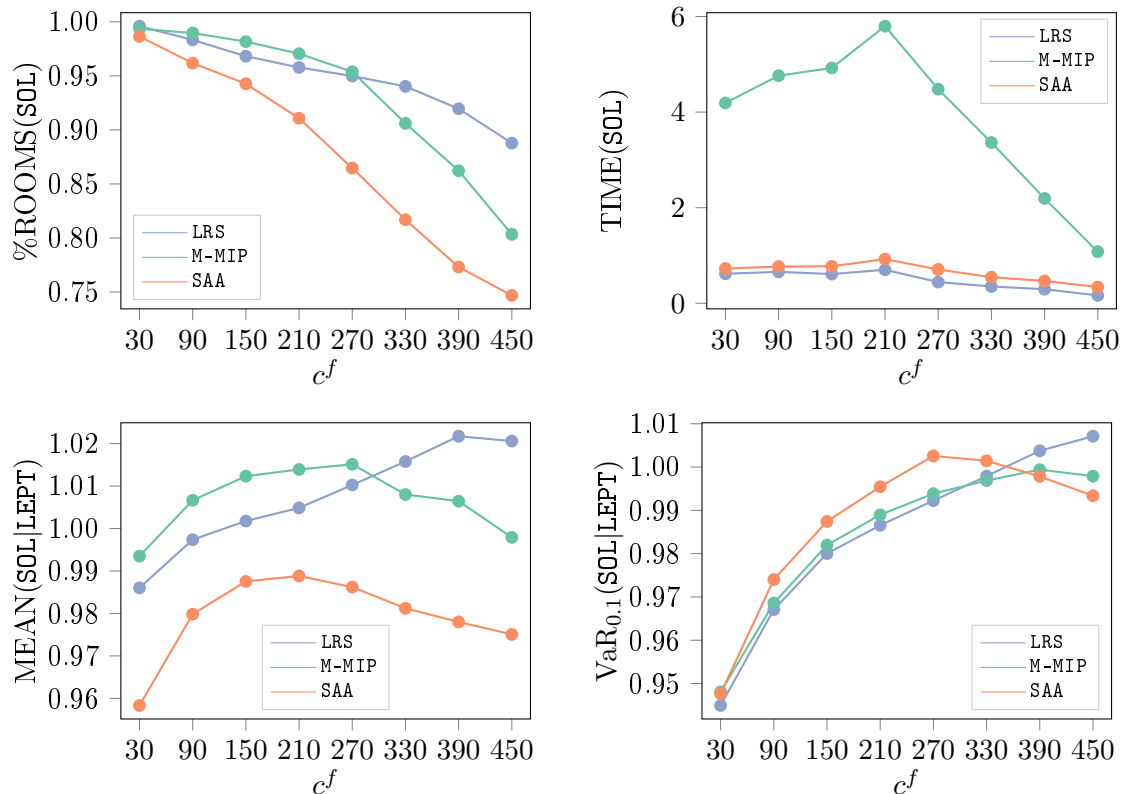 %ROOMS(SOL)
1.00
0.95
0.90
0.85
0.80
0.75
LRS
M-MIP
SAA
30 90 150 210 270 330 390 450
c^f
TIME(SOL)
6
4
2
0
LRS
M-MIP
SAA
30 90 150 210 270 330 390 450
c^f
MEAN(SOL|LEPT)
1.02
1.01
1.00
0.99
0.98
0.97
0.96
LRS
M-MIP
SAA
30 90 150 210 270 330 390 450
c^f
VaR_{0.1}(SOL|LEPT)
1.01
1.00
0.99
0.98
0.97
0.96
0.95
LRS
M-MIP
SAA
30 90 150 210 270 330 390 450
c^f